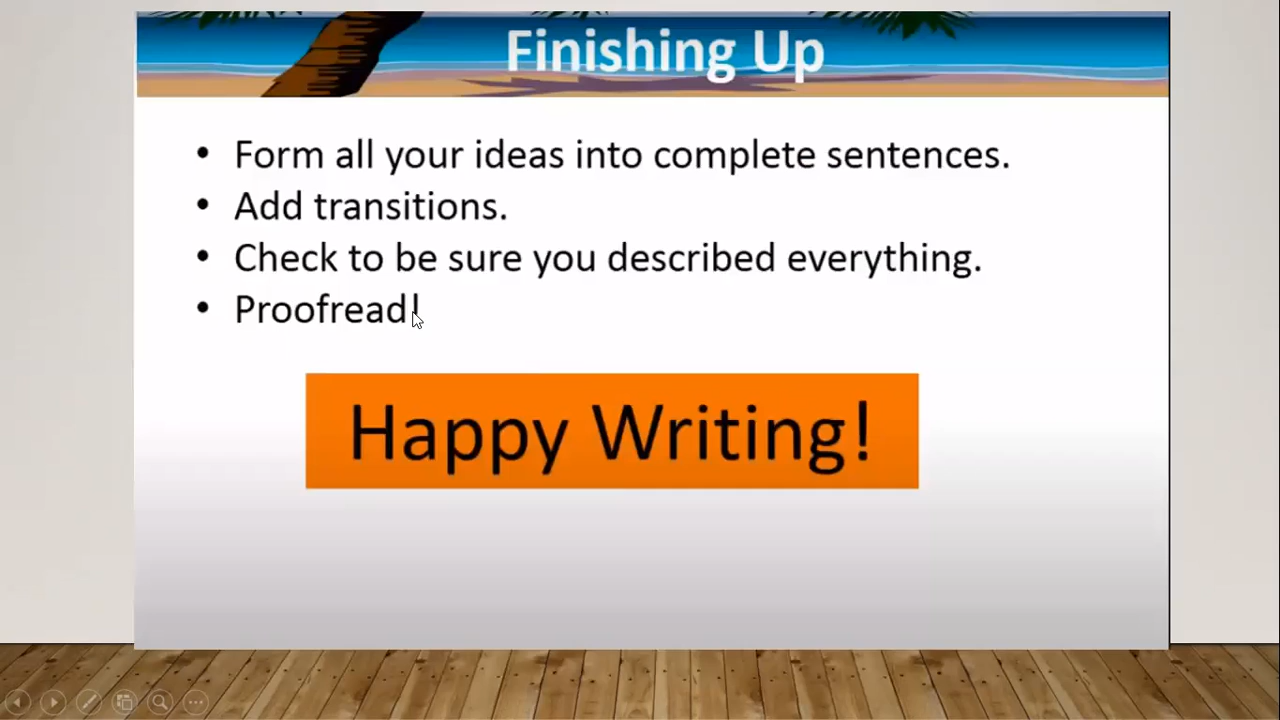 Finishing Up
• Form all your ideas into complete sentences.
• Add transitions.
• Check to be sure you described everything.
• Proofread!
Happy Writing!